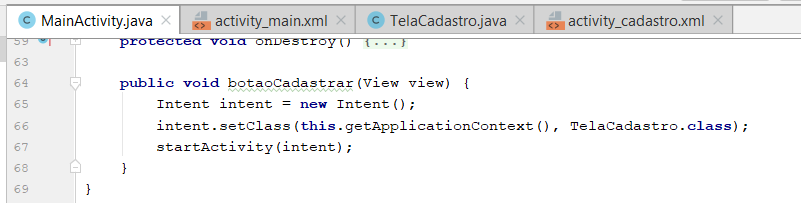 MainActivity.java activity_main.xml TelaCadastro.java activity_cadastro.xml
59 protected void onDestroy() {...}
63
64 public void botaoCadastrar(View view) {
65 Intent intent = new Intent();
66 intent.setClass(this.getApplicationContext(), TelaCadastro.class);
67 startActivity(intent);
68 }
69 }